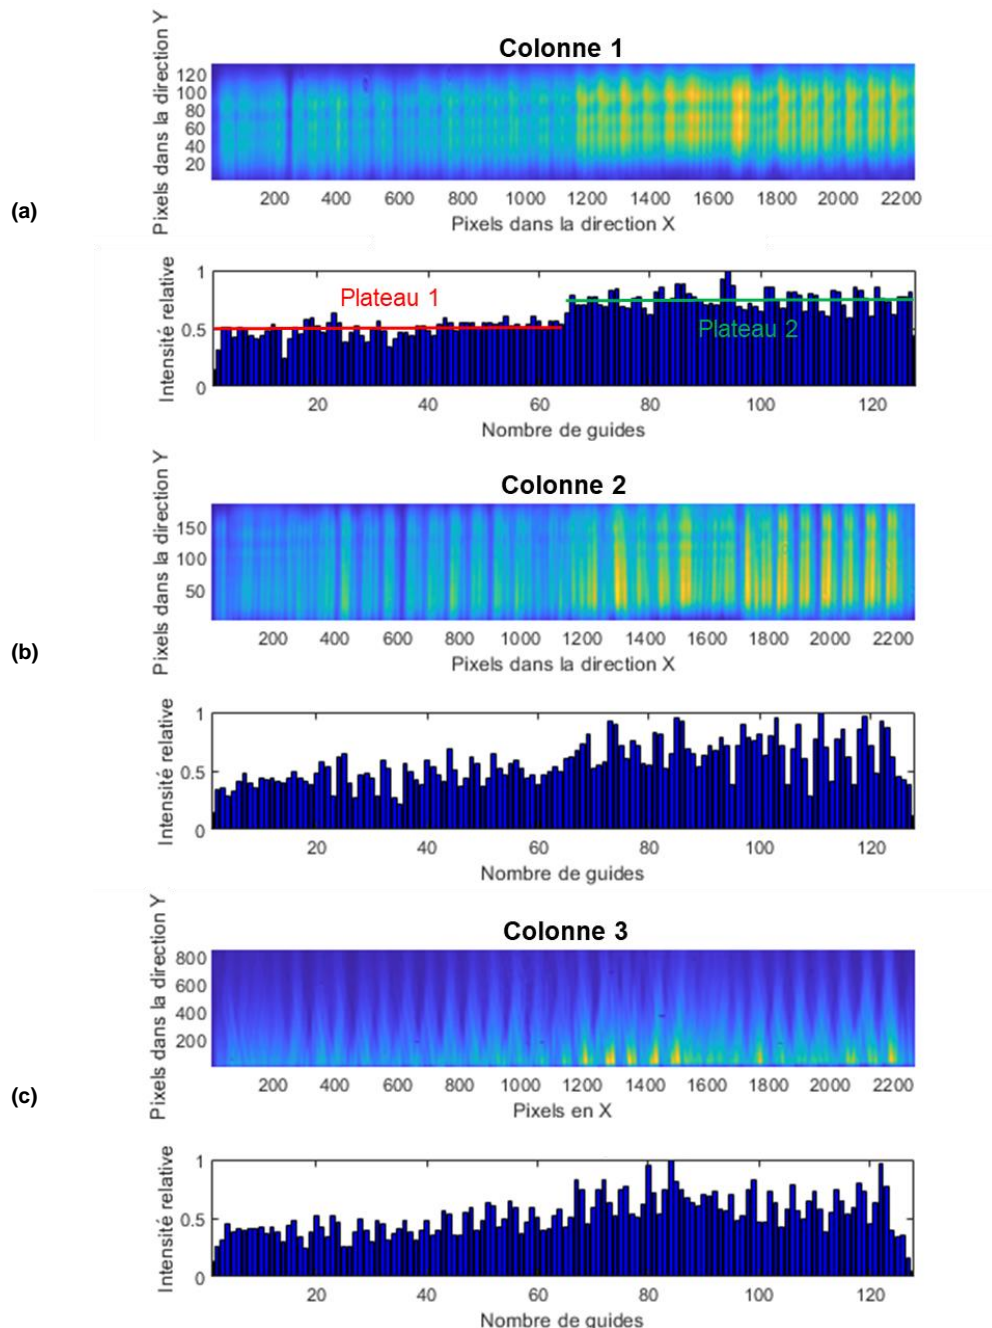 Colonne 1
Pixels dans la direction Y
120
100
80
60
40
20
200 400 600 800 1000 1200 1400 1600 1800 2000 2200
Pixels dans la direction X
(a)
Intensité relative
1
0.5
0
Plateau 1
Plateau 2
20 40 60 80 100 120
Nombre de guides
Colonne 2
Pixels dans la direction Y
150
100
50
200 400 600 800 1000 1200 1400 1600 1800 2000 2200
Pixels dans la direction X
(b)
Intensité relative
1
0.5
0
20 40 60 80 100 120
Nombre de guides
Colonne 3
Pixels dans la direction Y
800
600
400
200
200 400 600 800 1000 1200 1400 1600 1800 2000 2200
Pixels en X
(c)
Intensité relative
1
0.5
0
20 40 60 80 100 120
Nombre de guides